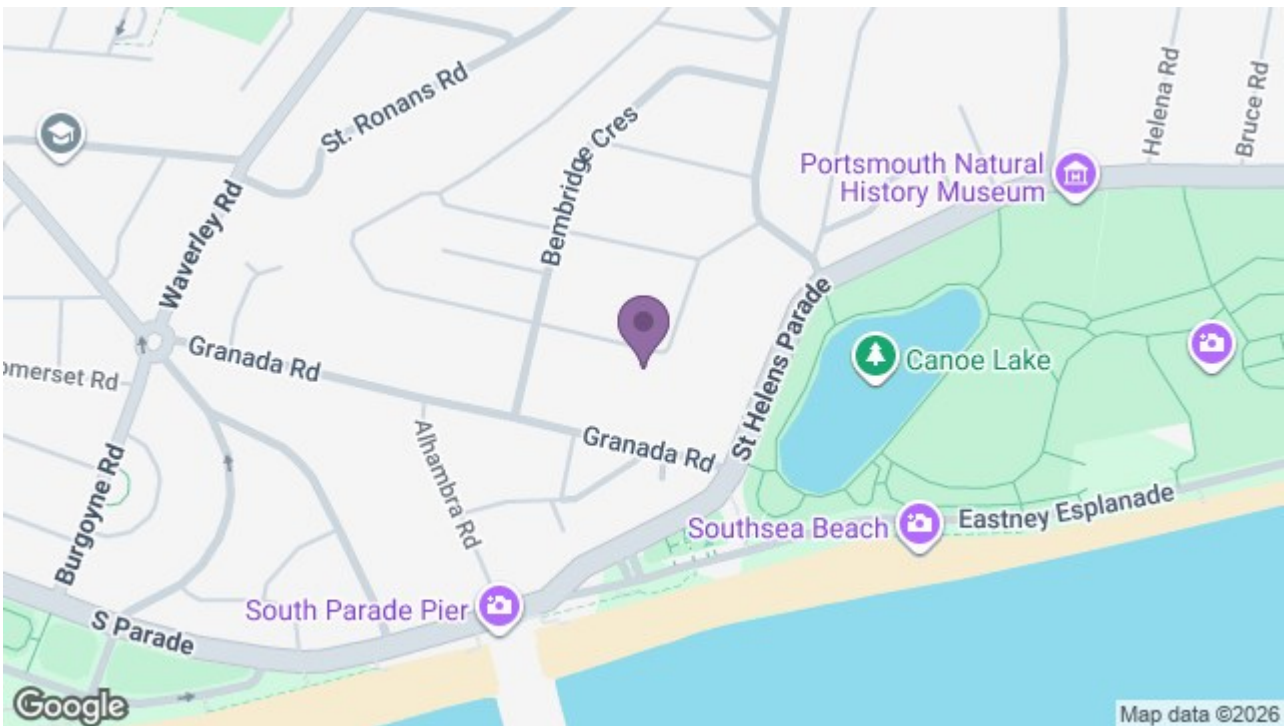 Helena Rd
Bruce Rd
St. Ronans Rd
Bembridge Cres
Portsmouth Natural
History Museum
Waverley Rd
St Helens Parade
Granada Rd
omerset Rd
Canoe Lake
Alhambra Rd
Granada Rd
Burgoyne Rd
Southsea Beach
Eastney Esplanade
South Parade Pier
S Parade
Google
Map data ©2026